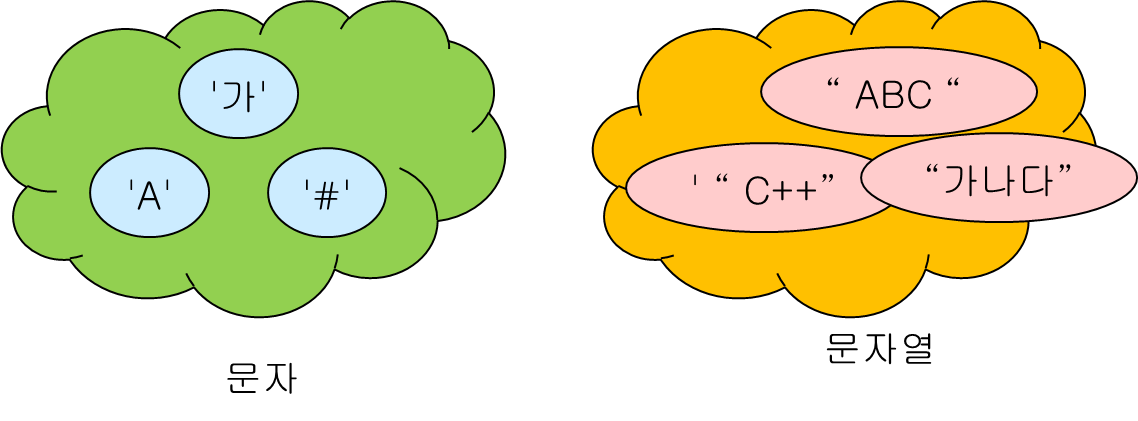 '가'
'A' '#'
문자
“ ABC “
' “ C++”
“가나다”
문자열